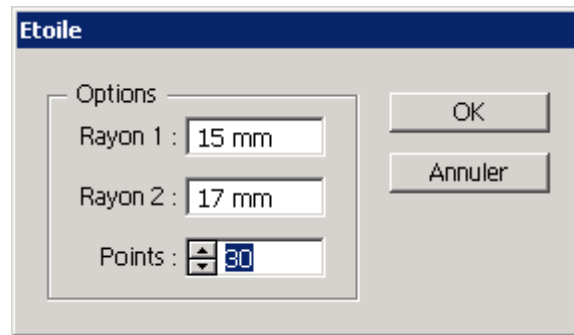 Etoile
Options
Rayon 1 : 15 mm
OK
Rayon 2 : 17 mm
Annuler
Points : 30